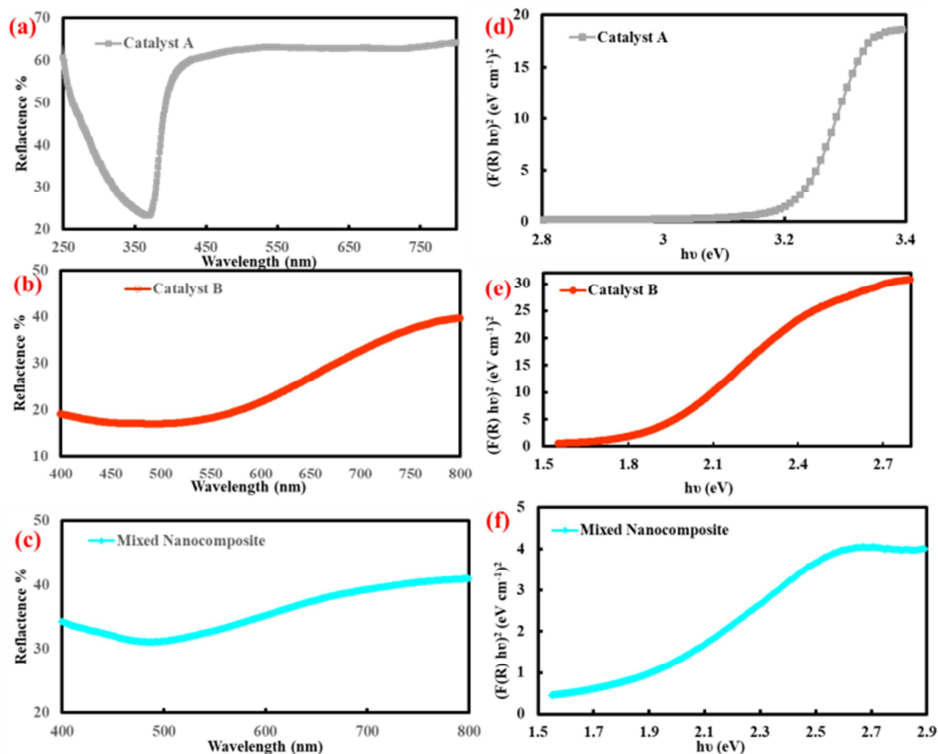 (a)
70
60
50
40
30
20
Catalyst A
Reflactence %
250 350 450 550 650 750
Wavelength (nm)
(d)
20
15
10
5
0
Catalyst A
(F(R) hυ)² (eV cm⁻¹)²
2.8 3 3.2 3.4
hυ (eV)
(b)
50
40
30
20
10
Catalyst B
Reflactence %
400 450 500 550 600 650 700 750 800
Wavelength (nm)
(e)
30
25
20
15
10
5
0
Catalyst B
(F(R) hυ)² (eV cm⁻¹)²
1.5 1.8 2.1 2.4 2.7
hυ (eV)
(c)
50
40
30
20
Mixed Nanocomposite
Reflactence %
400 500 600 700 800
Wavelength (nm)
(f)
5
4
3
2
1
0
Mixed Nanocomposite
(F(R) hυ)² (eV cm⁻¹)²
1.5 1.7 1.9 2.1 2.3 2.5 2.7 2.9
hυ (eV)